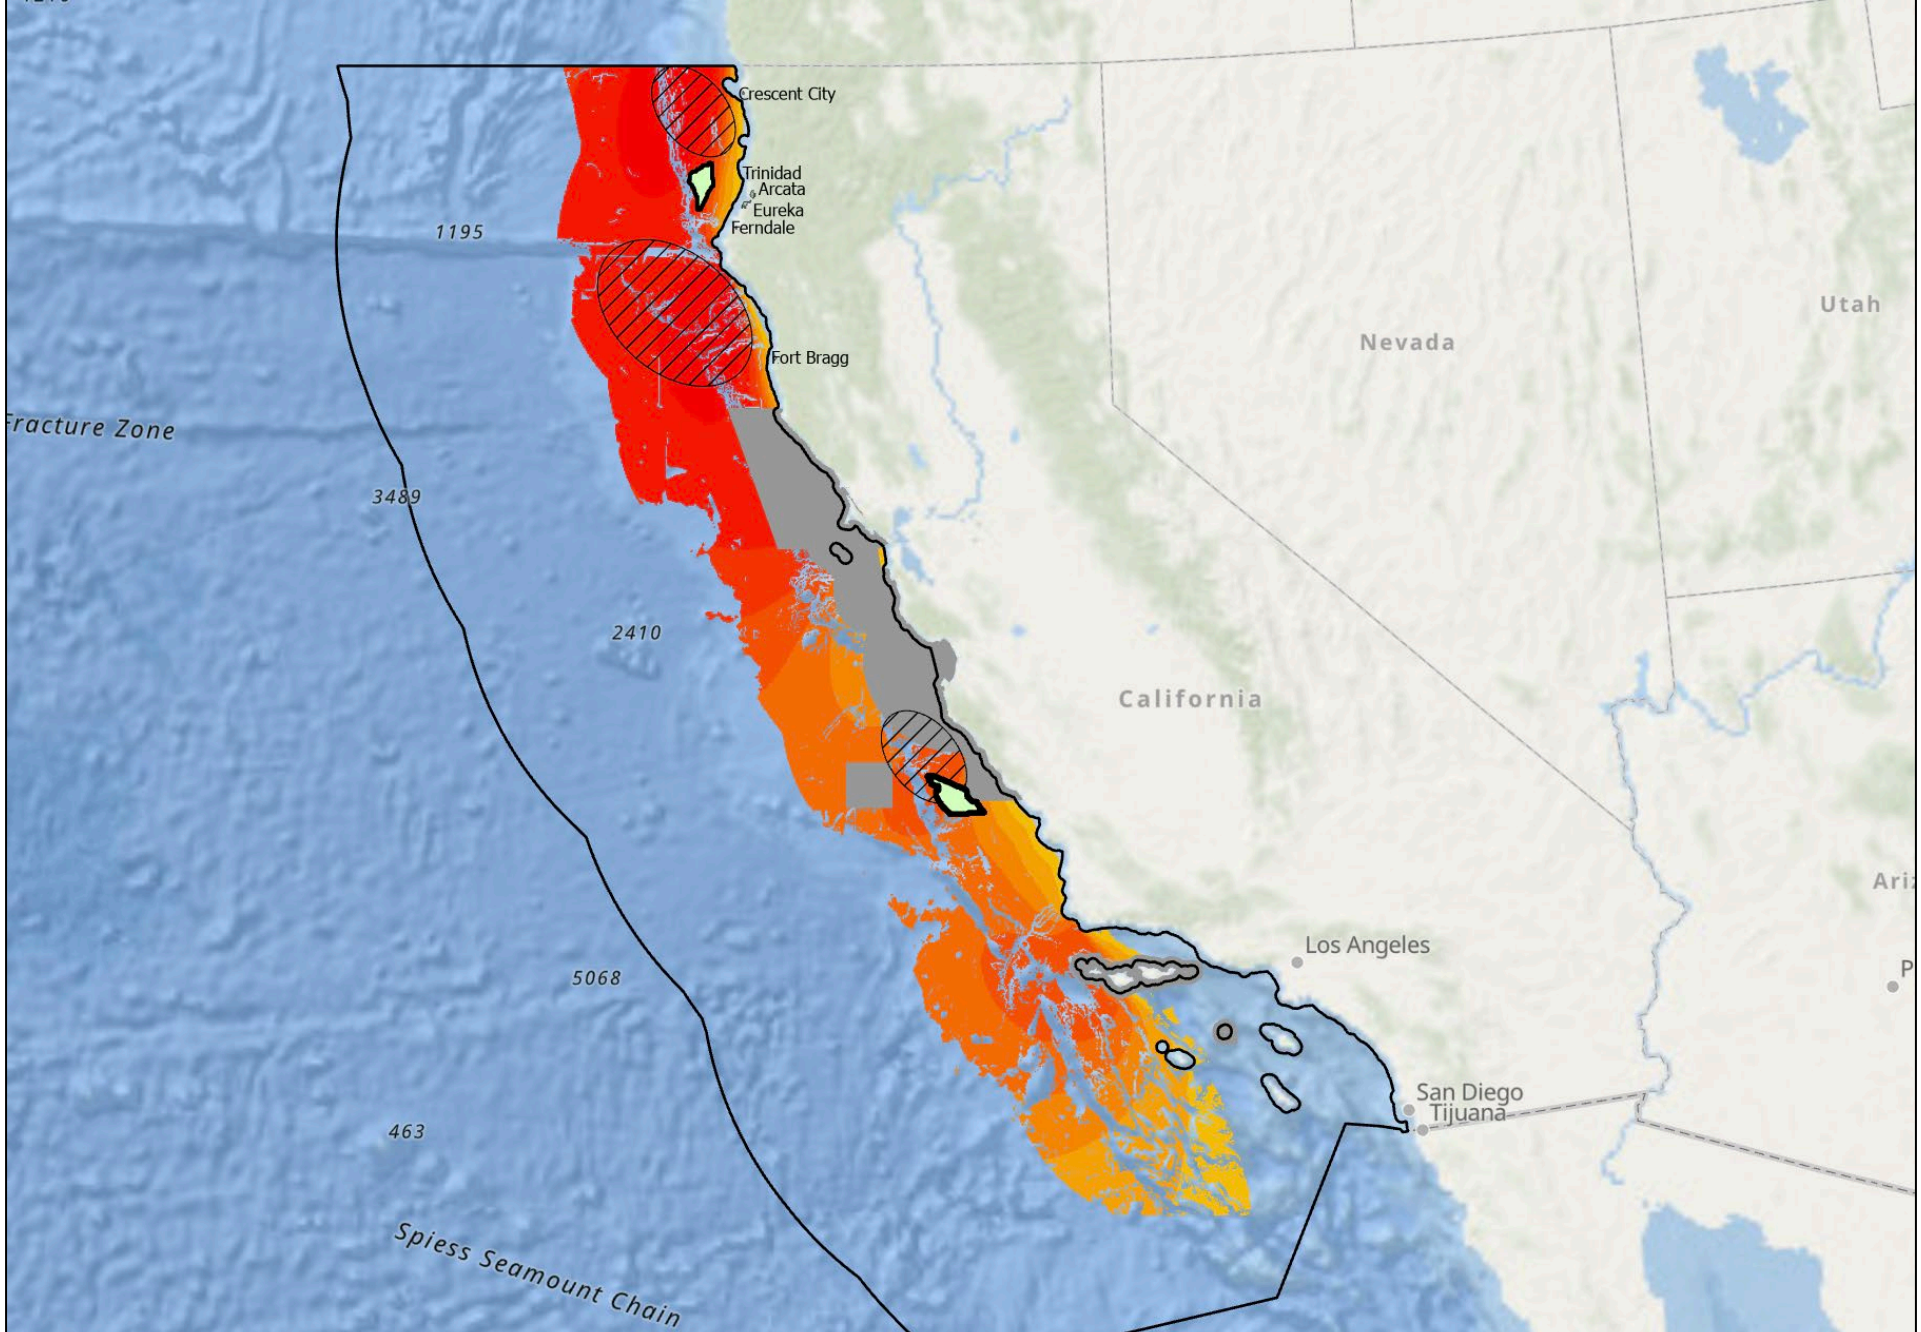 Crescent City
Trinidad
Arcata
Eureka
Ferndale
1195
Utah
Nevada
Fort Bragg
Fracture Zone
3489
2410
California
Los Angeles
5068
San Diego
Tijuana
463
Spiess Seamount Chain